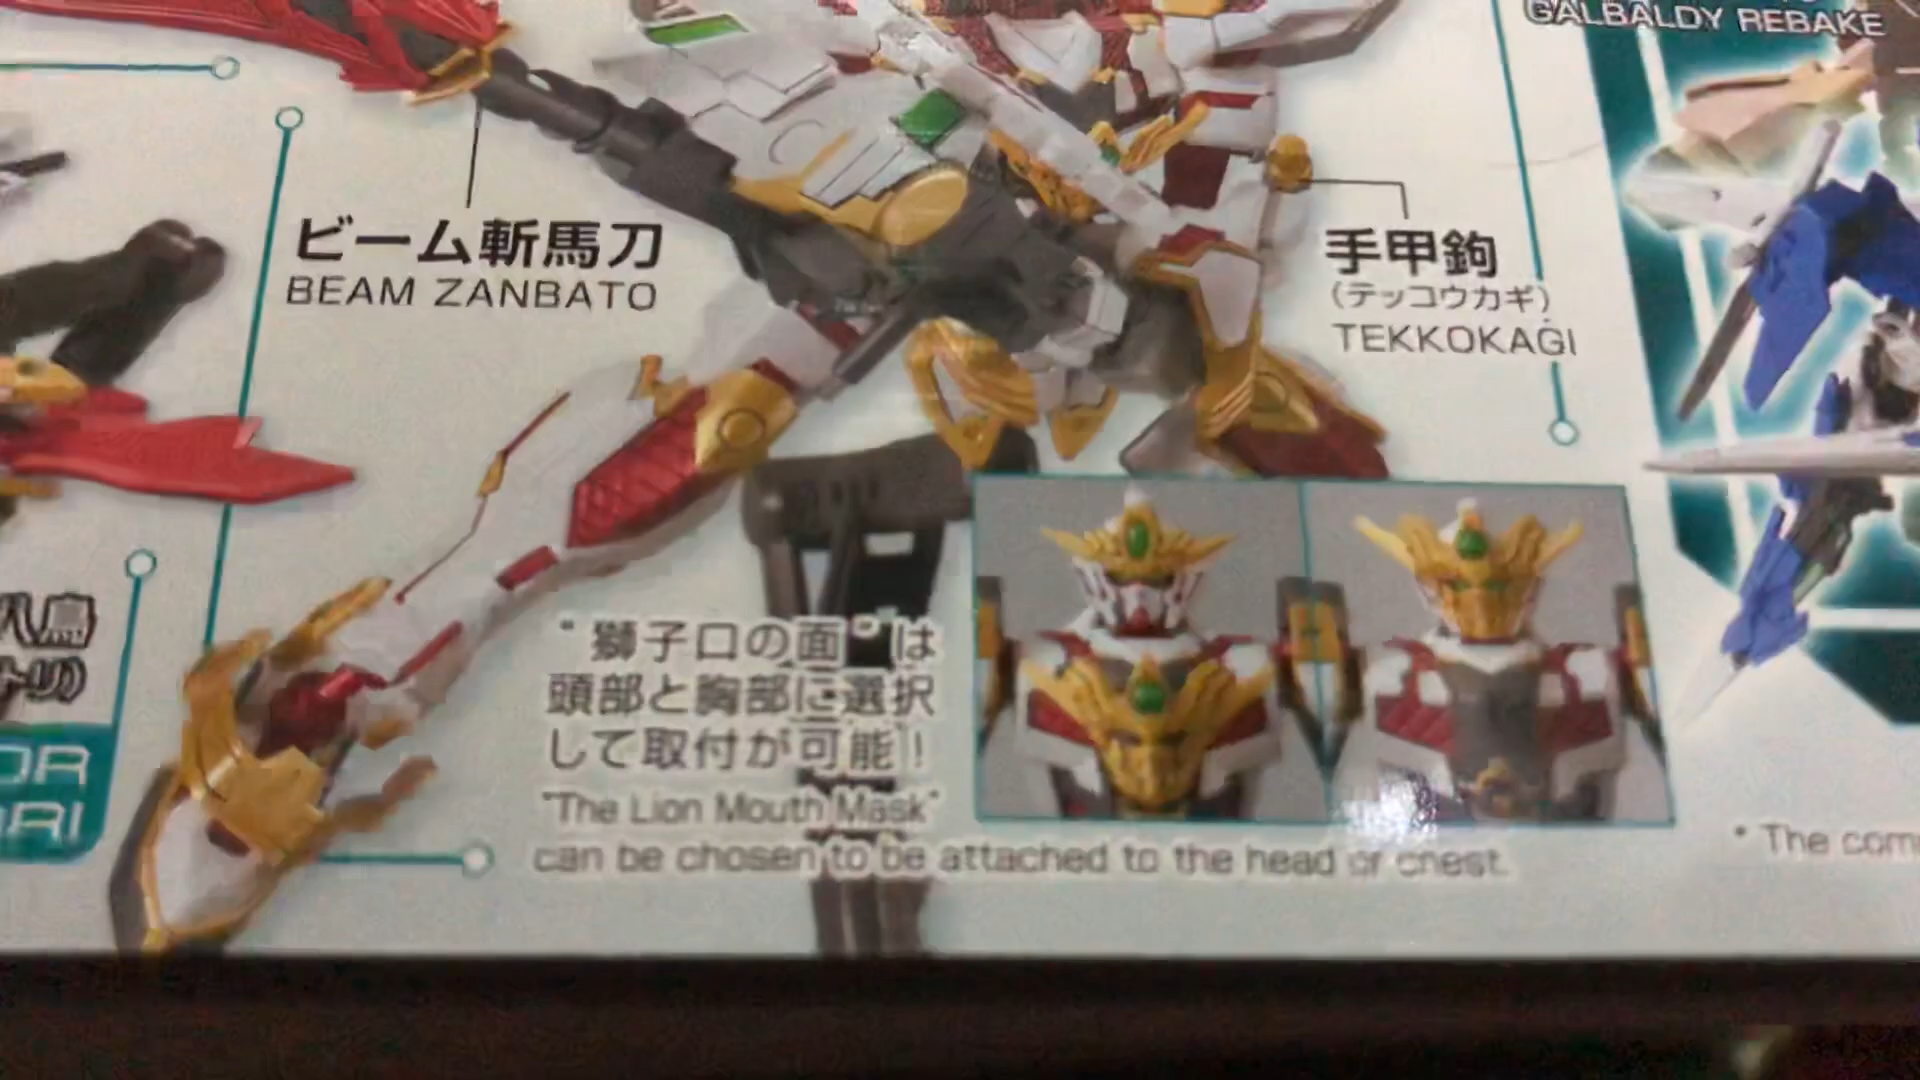 GALBALDY REBAKE
ビーム斬馬刀
BEAM ZANBATO
手甲鉤
(テッコウカギ)
TEKKOKAGI
"獅子口の面"は
頭部と胸部に選択
して取付が可能!
"The Lion Mouth Mask"
can be chosen to be attached to the head or chest.
* The com